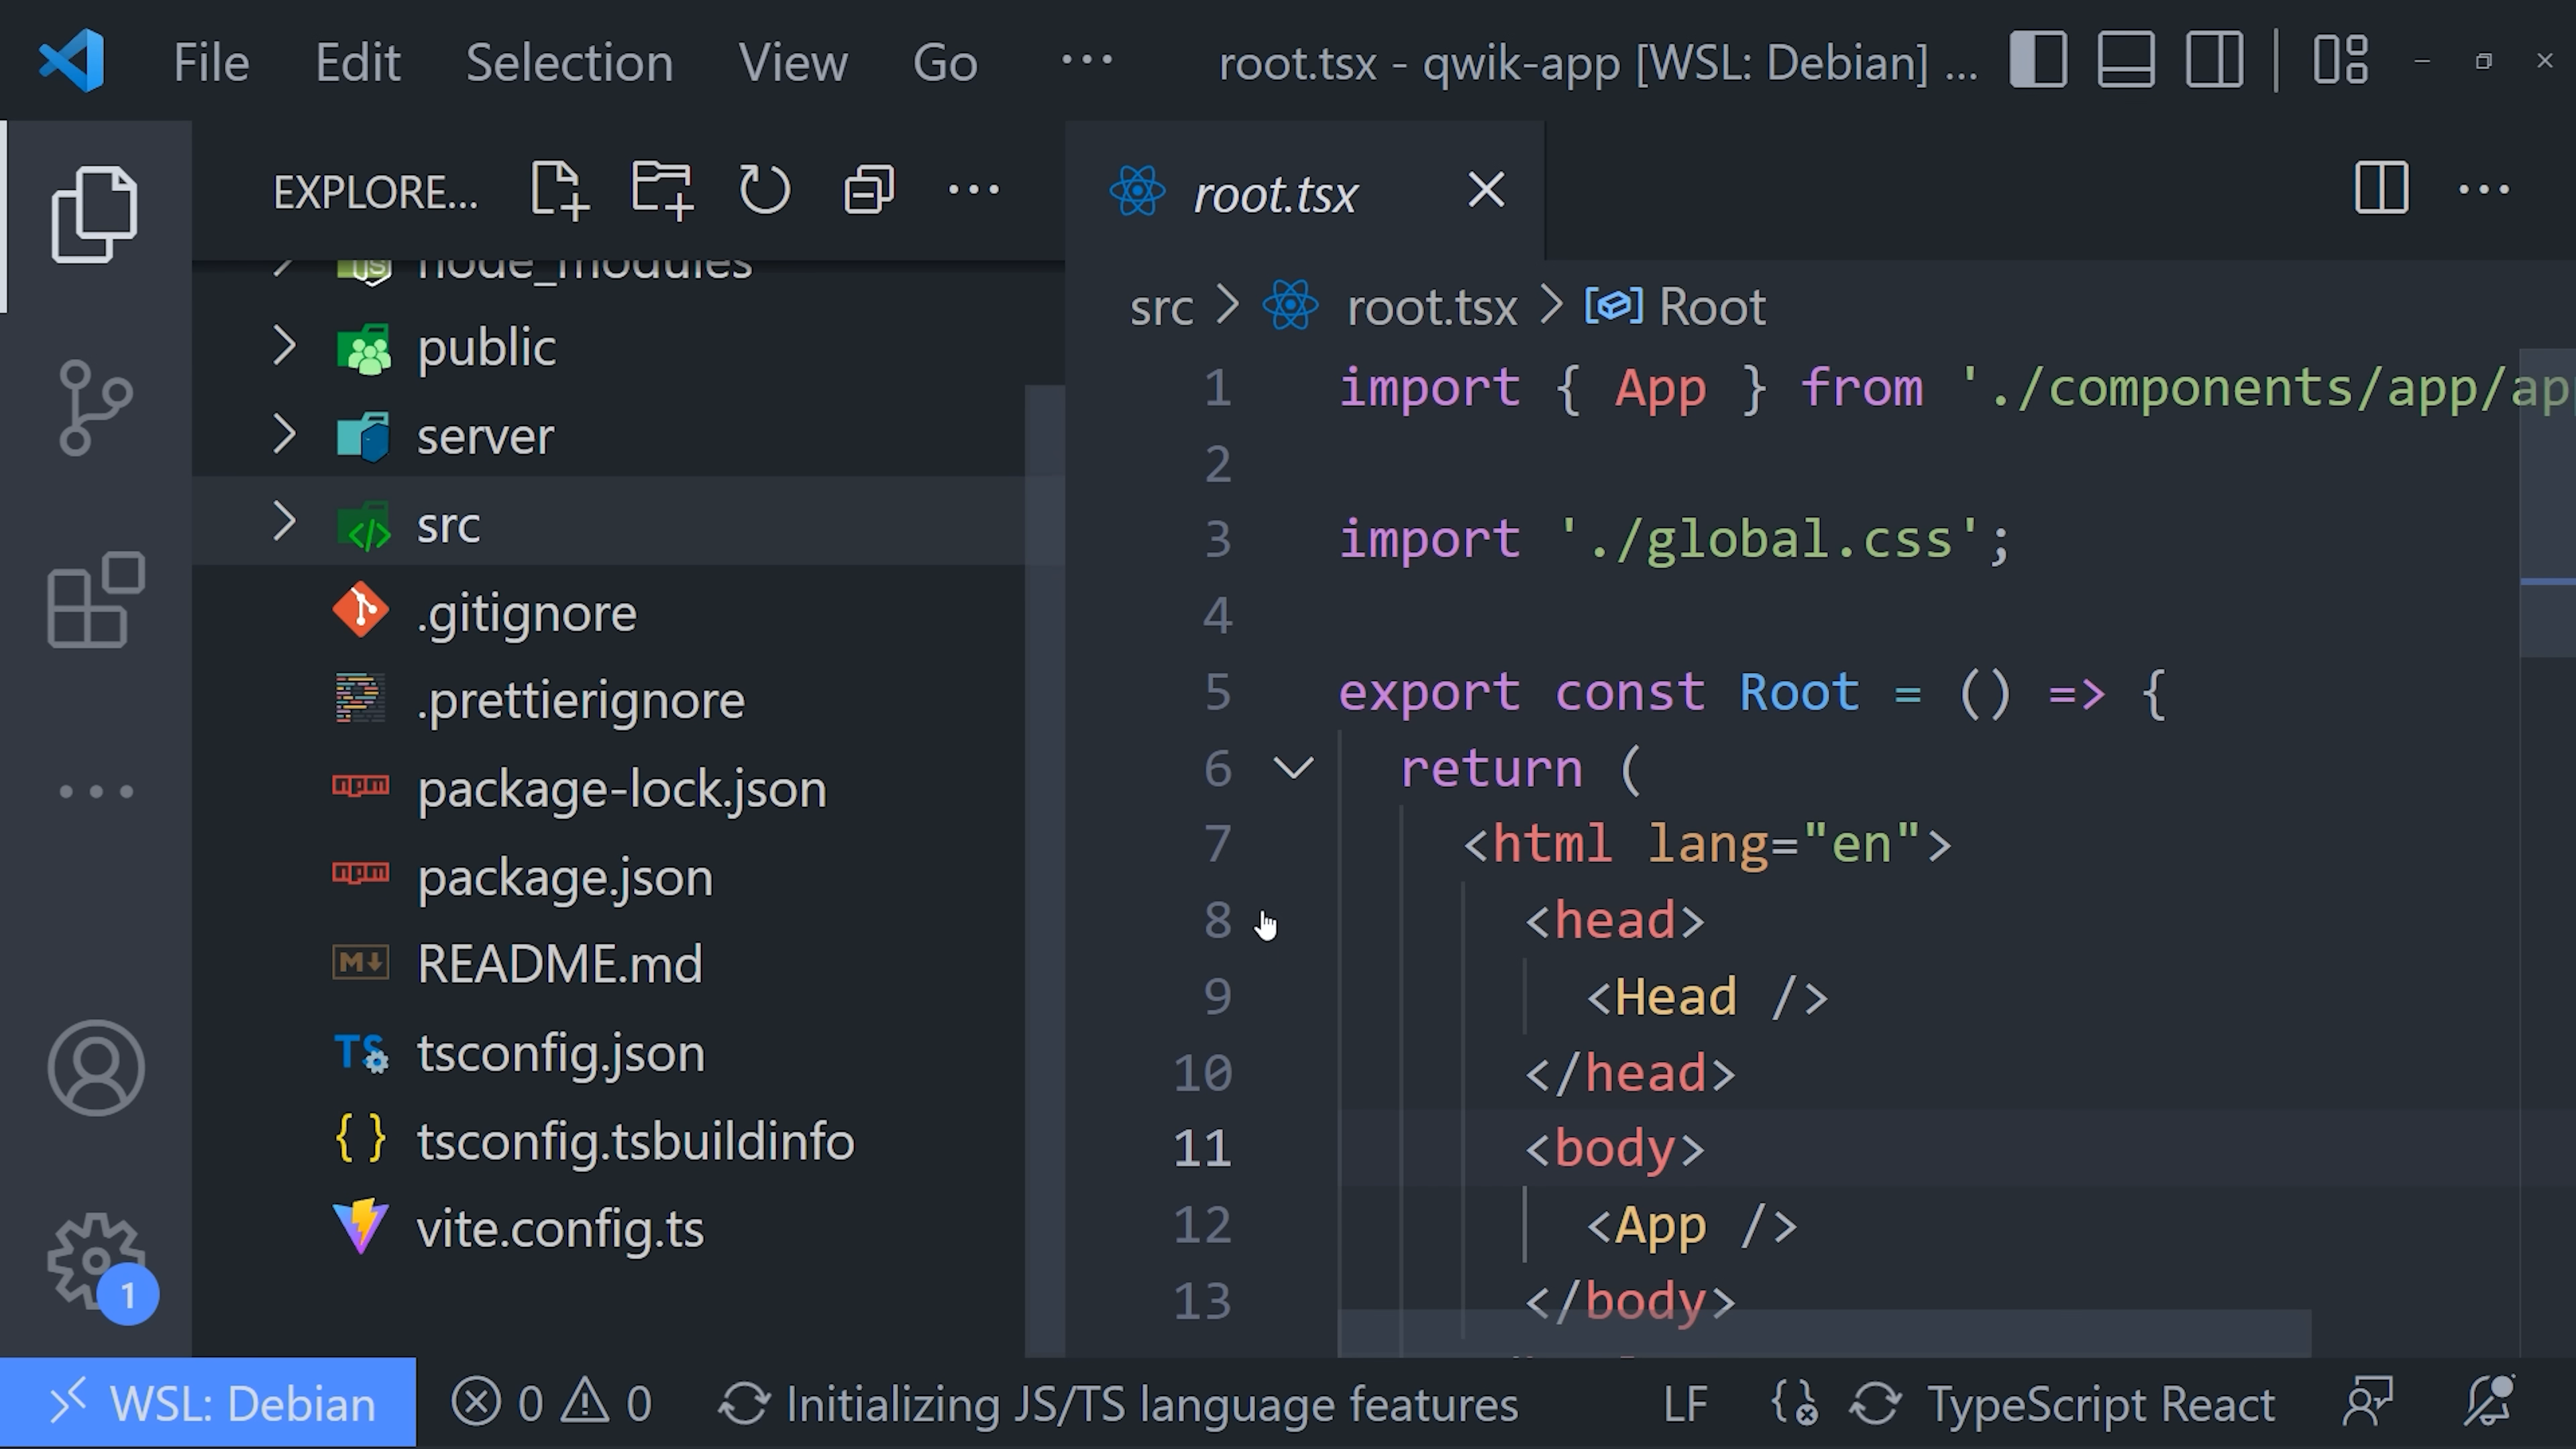 File Edit Selection View Go ··· root.tsx - qwik-app [WSL: Debian] ...
EXPLORE...
node_modules
public
server
src
.gitignore
.prettierignore
package-lock.json
package.json
README.md
tsconfig.json
tsconfig.tsbuildinfo
vite.config.ts
root.tsx
src > root.tsx > Root
1 import { App } from './components/app/ap
2
3 import './global.css';
4
5 export const Root = () => {
6 return (
7 <html lang="en">
8 <head>
9 <Head />
10 </head>
11 <body>
12 <App />
13 </body>
1
WSL: Debian 0 0 Initializing JS/TS language features LF TypeScript React